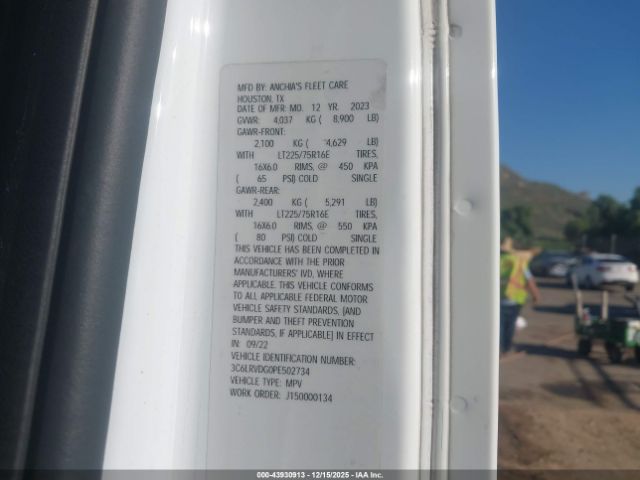 MFD BY: ANCHIA'S FLEET CARE
HOUSTON, TX
DATE OF MFR: MO. 12 YR. 2023
GVWR: 4,037 KG ( 8,900 LB)
GAWR-FRONT:
2,100 KG ( 4,629 LB)
WITH LT225/75R16E TIRES,
16X6.0 RIMS, @ 450 KPA
( 65 PSI) COLD SINGLE
GAWR-REAR:
2,400 KG ( 5,291 LB)
WITH LT225/75R16E TIRES,
16X6.0 RIMS, @ 550 KPA
( 80 PSI) COLD SINGLE
THIS VEHICLE HAS BEEN COMPLETED IN
ACCORDANCE WITH THE PRIOR
MANUFACTURERS' IVD, WHERE
APPLICABLE. THIS VEHICLE CONFORMS
TO ALL APPLICABLE FEDERAL MOTOR
VEHICLE SAFETY STANDARDS, [AND
BUMPER AND THEFT PREVENTION
STANDARDS, IF APPLICABLE] IN EFFECT
IN: 09/22
VEHICLE IDENTIFICATION NUMBER:
3C6LRVDG0PE502734
VEHICLE TYPE: MPV
WORK ORDER: J150000134
000-43930913 - 12/15/2025 - IAA, Inc.